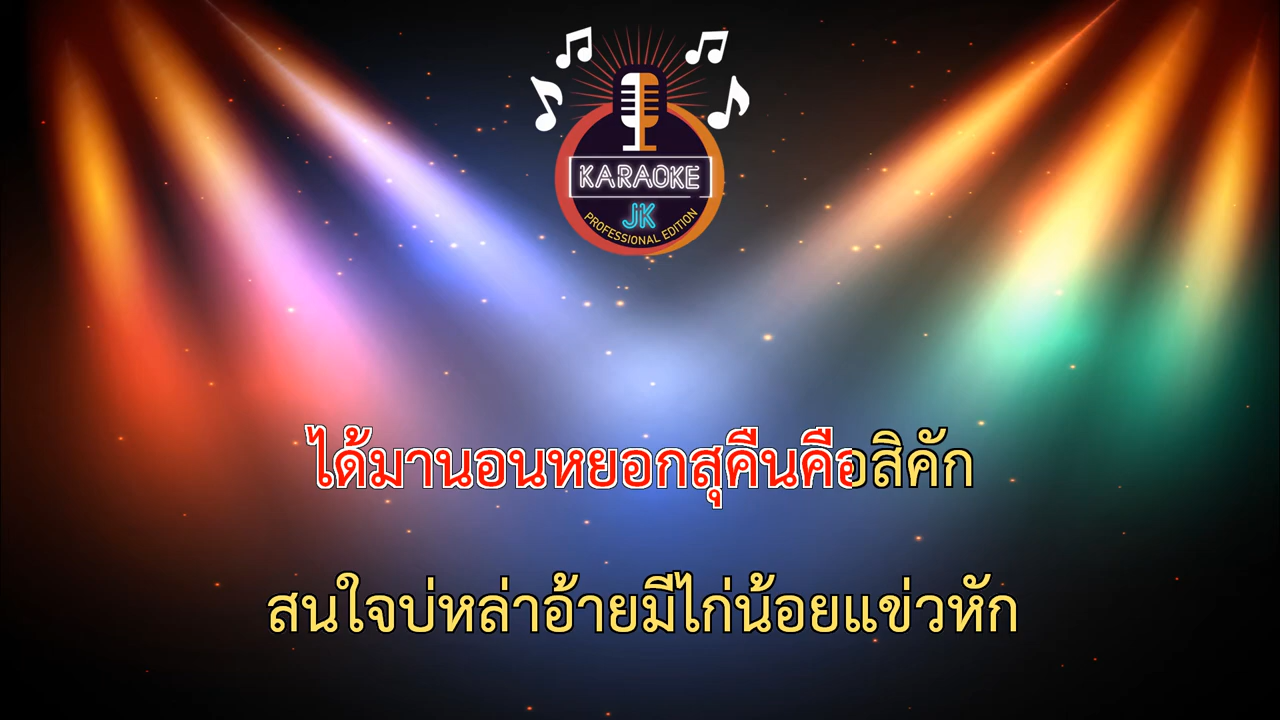 KARAOKE
JK
PROFESSIONAL EDITION
ได้มานอนหยอกสุคืนคือสิคัก
สนใจบ่หล่าอ้ายมีไก่น้อยแข่วหัก